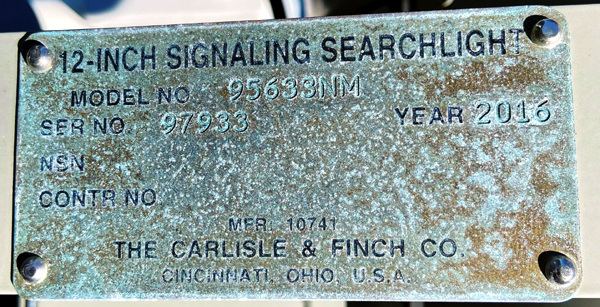 12-INCH SIGNALING SEARCHLIGHT
MODEL NO. 95633NM
SER NO. 97933 YEAR 2016
NSN
CONTR NO
MFR. 10741
THE CARLISLE & FINCH CO.
CINCINNATI, OHIO, U.S.A.